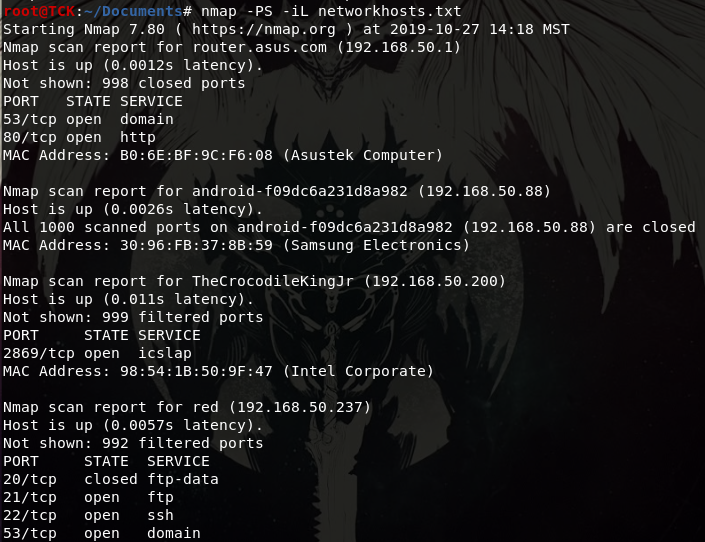 root@TCK:~/Documents# nmap -PS -iL networkhosts.txt
Starting Nmap 7.80 ( https://nmap.org ) at 2019-10-27 14:18 MST
Nmap scan report for router.asus.com (192.168.50.1)
Host is up (0.0012s latency).
Not shown: 998 closed ports
PORT   STATE SERVICE
53/tcp open  domain
80/tcp open  http
MAC Address: B0:6E:BF:9C:F6:08 (Asustek Computer)

Nmap scan report for android-f09dc6a231d8a982 (192.168.50.88)
Host is up (0.0026s latency).
All 1000 scanned ports on android-f09dc6a231d8a982 (192.168.50.88) are closed
MAC Address: 30:96:FB:37:8B:59 (Samsung Electronics)

Nmap scan report for TheCrocodileKingJr (192.168.50.200)
Host is up (0.011s latency).
Not shown: 999 filtered ports
PORT     STATE SERVICE
2869/tcp open  icslap
MAC Address: 98:54:1B:50:9F:47 (Intel Corporate)

Nmap scan report for red (192.168.50.237)
Host is up (0.0057s latency).
Not shown: 992 filtered ports
PORT     STATE  SERVICE
20/tcp   closed ftp-data
21/tcp   open   ftp
22/tcp   open   ssh
53/tcp   open   domain